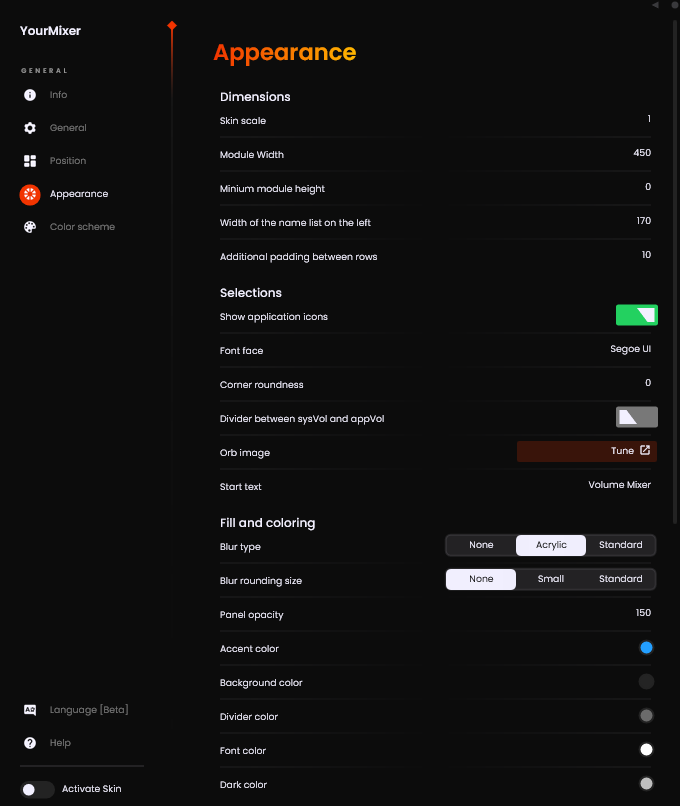 YourMixer
GENERAL
Info
General
Position
Appearance
Color scheme
Language [Beta]
Help
Activate Skin
Appearance
Dimensions
Skin scale 1
Module Width 450
Minium module height 0
Width of the name list on the left 170
Additional padding between rows 10
Selections
Show application icons
Font face Segoe UI
Corner roundness 0
Divider between sysVol and appVol
Orb image Tune
Start text Volume Mixer
Fill and coloring
Blur type None Acrylic Standard
Blur rounding size None Small Standard
Panel opacity 150
Accent color
Background color
Divider color
Font color
Dark color